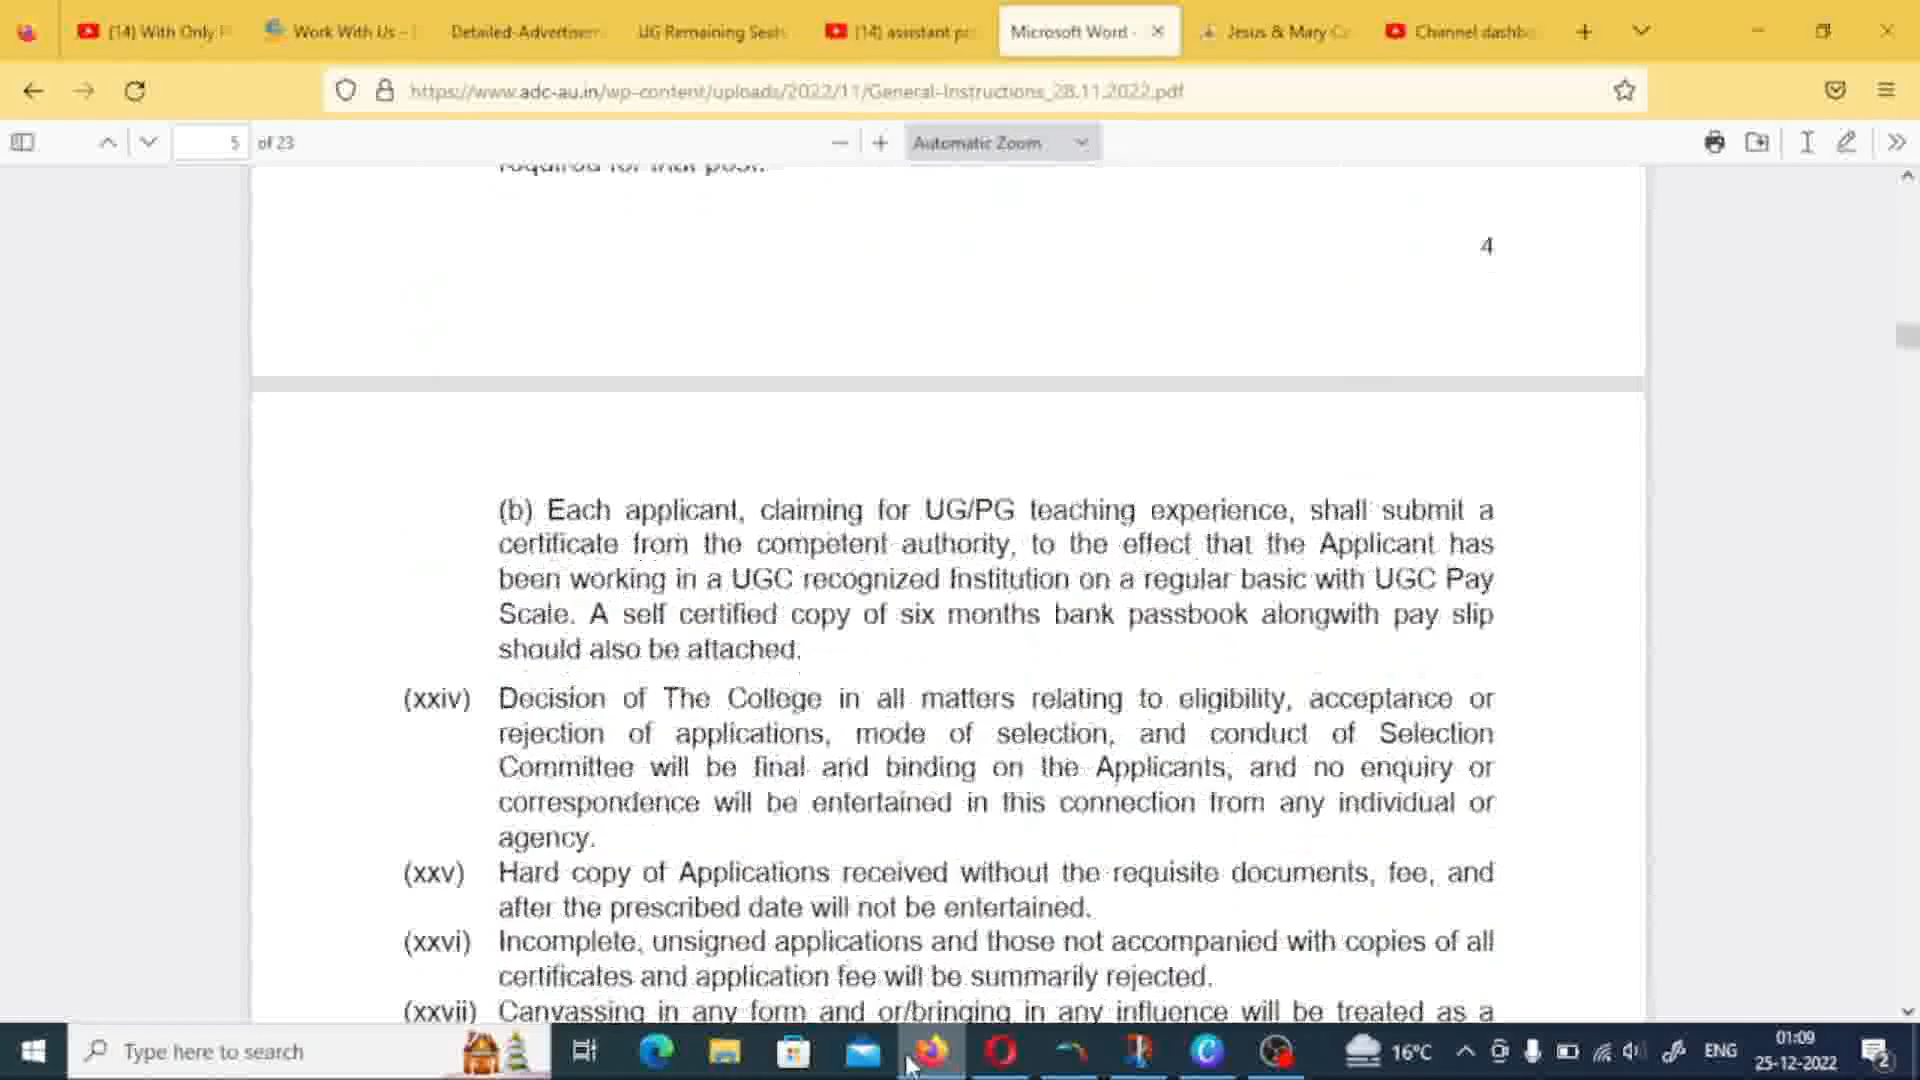 (14) With Only F
Work With Us –
Detailed-Advertisem
UG Remaining Seats
(14) assistant pr
Microsoft Word -
Jesus & Mary Co
Channel dashbo
https://www.adc-au.in/wp-content/uploads/2022/11/General-Instructions_28.11.2022.pdf
5 of 23
Automatic Zoom
required for that post.
4
(b) Each applicant, claiming for UG/PG teaching experience, shall submit a
certificate from the competent authority, to the effect that the Applicant has
been working in a UGC recognized Institution on a regular basic with UGC Pay
Scale. A self certified copy of six months bank passbook alongwith pay slip
should also be attached.
(xxiv) Decision of The College in all matters relating to eligibility, acceptance or
rejection of applications, mode of selection, and conduct of Selection
Committee will be final and binding on the Applicants, and no enquiry or
correspondence will be entertained in this connection from any individual or
agency.
(xxv) Hard copy of Applications received without the requisite documents, fee, and
after the prescribed date will not be entertained.
(xxvi) Incomplete, unsigned applications and those not accompanied with copies of all
certificates and application fee will be summarily rejected.
(xxvii) Canvassing in any form and or/bringing in any influence will be treated as a
Type here to search
16°C
ENG
01:09
25-12-2022
2